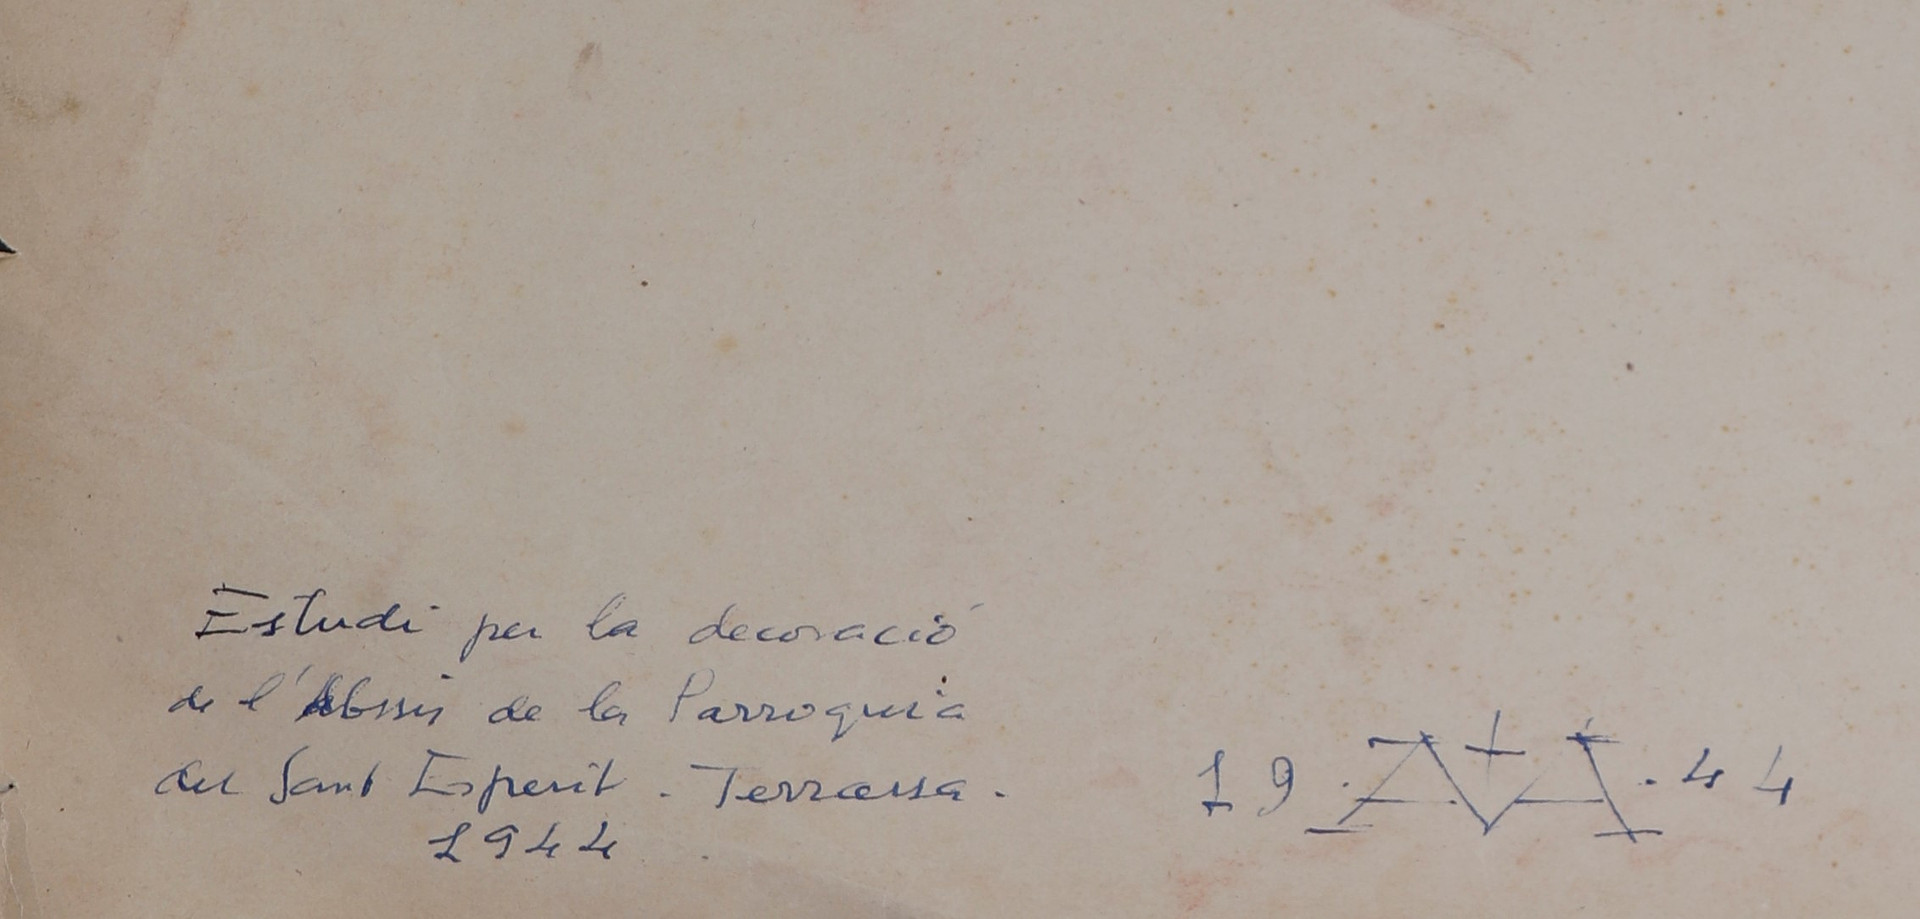 Estudi per la decoració
de l'Absis de la Parroquia
del Sant Esperit - Terrassa.
1944
19 · A+A · 44